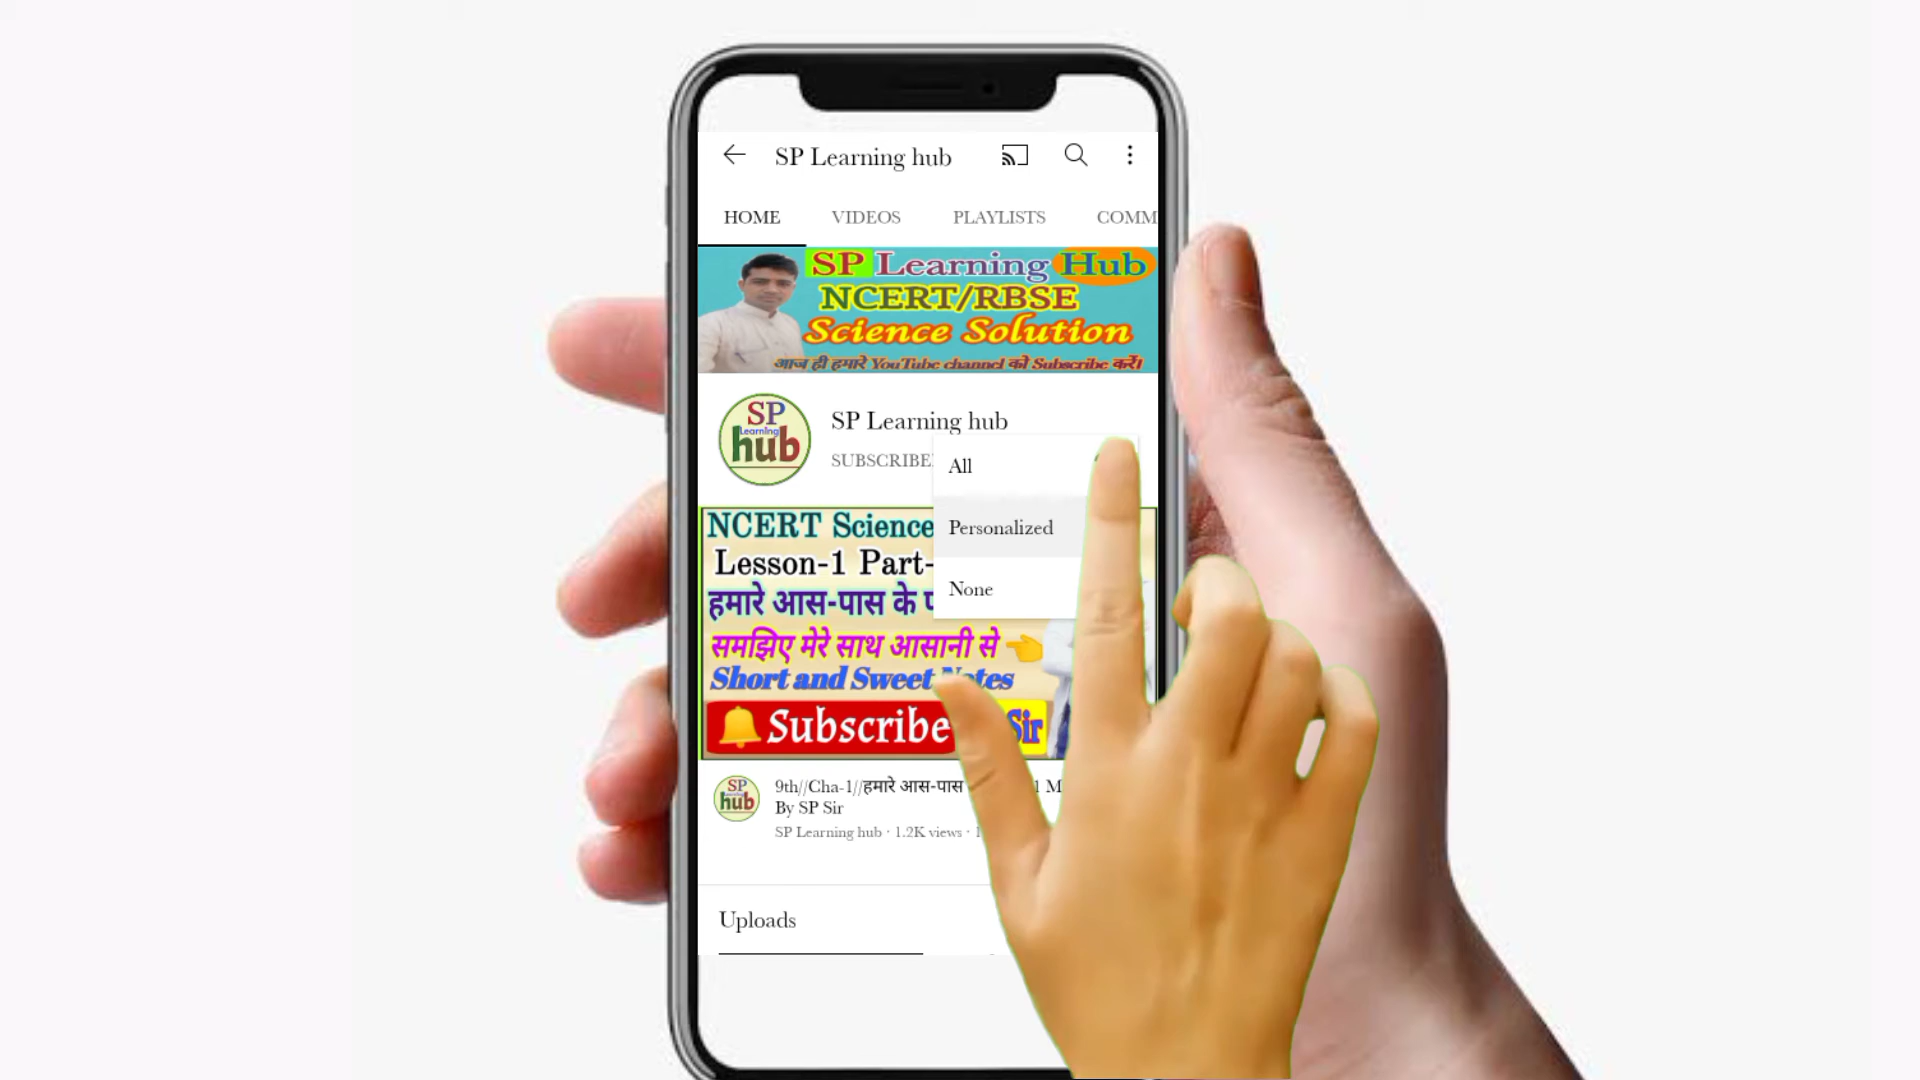 SP Learning hub
HOME VIDEOS PLAYLISTS COMM
SP Learning Hub
NCERT/RBSE
Science Solution
आज ही हमारे YouTube channel को Subscribe करें।
SP Learning hub
SP Learning hub
SUBSCRIBE
All
Personalized
None
NCERT Science
Lesson-1 Part-
हमारे आस-पास के
समझिए मेरे साथ आसानी से
Short and Sweet Notes
Subscribe Sir
SP hub
9th//Cha-1//हमारे आस-पास
By SP Sir
SP Learning hub · 1.2K views ·
Uploads